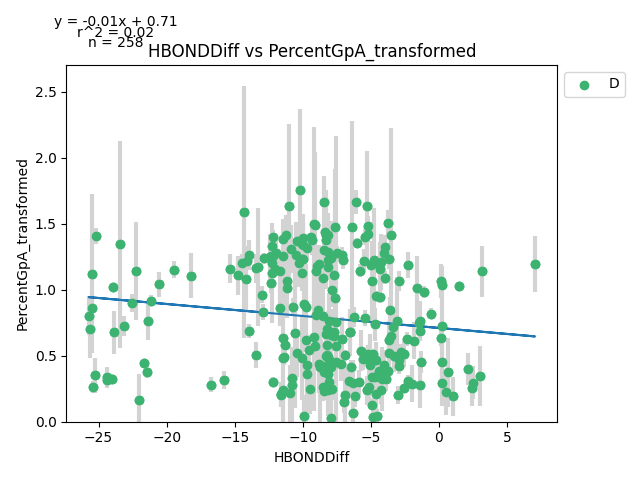 y = -0.01x + 0.71
r^2 = 0.02
n = 258
HBONDDiff vs PercentGpA_transformed
D
PercentGpA_transformed
2.5
2.0
1.5
1.0
0.5
0.0
−25
−20
−15
−10
−5
0
5
HBONDDiff